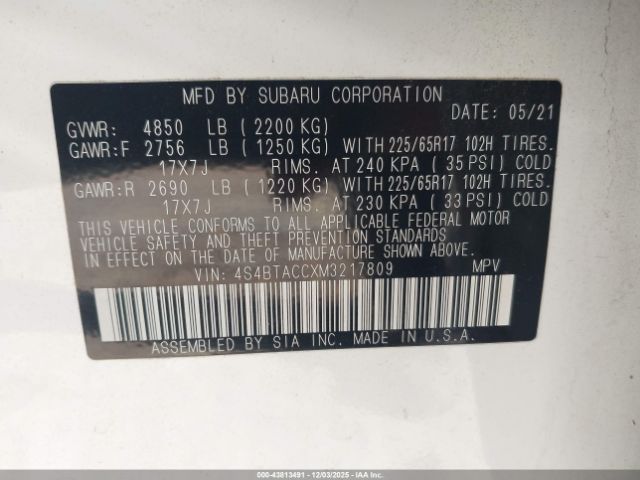 MFD BY SUBARU CORPORATION
DATE: 05/21
GVWR: 4850 LB (2200 KG)
GAWR:F 2756 LB (1250 KG) WITH 225/65R17 102H TIRES.
17X7J RIMS. AT 240 KPA (35 PSI) COLD
GAWR:R 2690 LB (1220 KG) WITH 225/65R17 102H TIRES.
17X7J RIMS. AT 230 KPA (33 PSI) COLD
THIS VEHICLE CONFORMS TO ALL APPLICABLE FEDERAL MOTOR
VEHICLE SAFETY AND THEFT PREVENTION STANDARDS
IN EFFECT ON THE DATE OF MANUFACTURE SHOWN ABOVE.
VIN: 4S4BTACCXM3217809 MPV
ASSEMBLED BY SIA INC. MADE IN U.S.A.
000-43813491 - 12/03/2025 - IAAI.COM